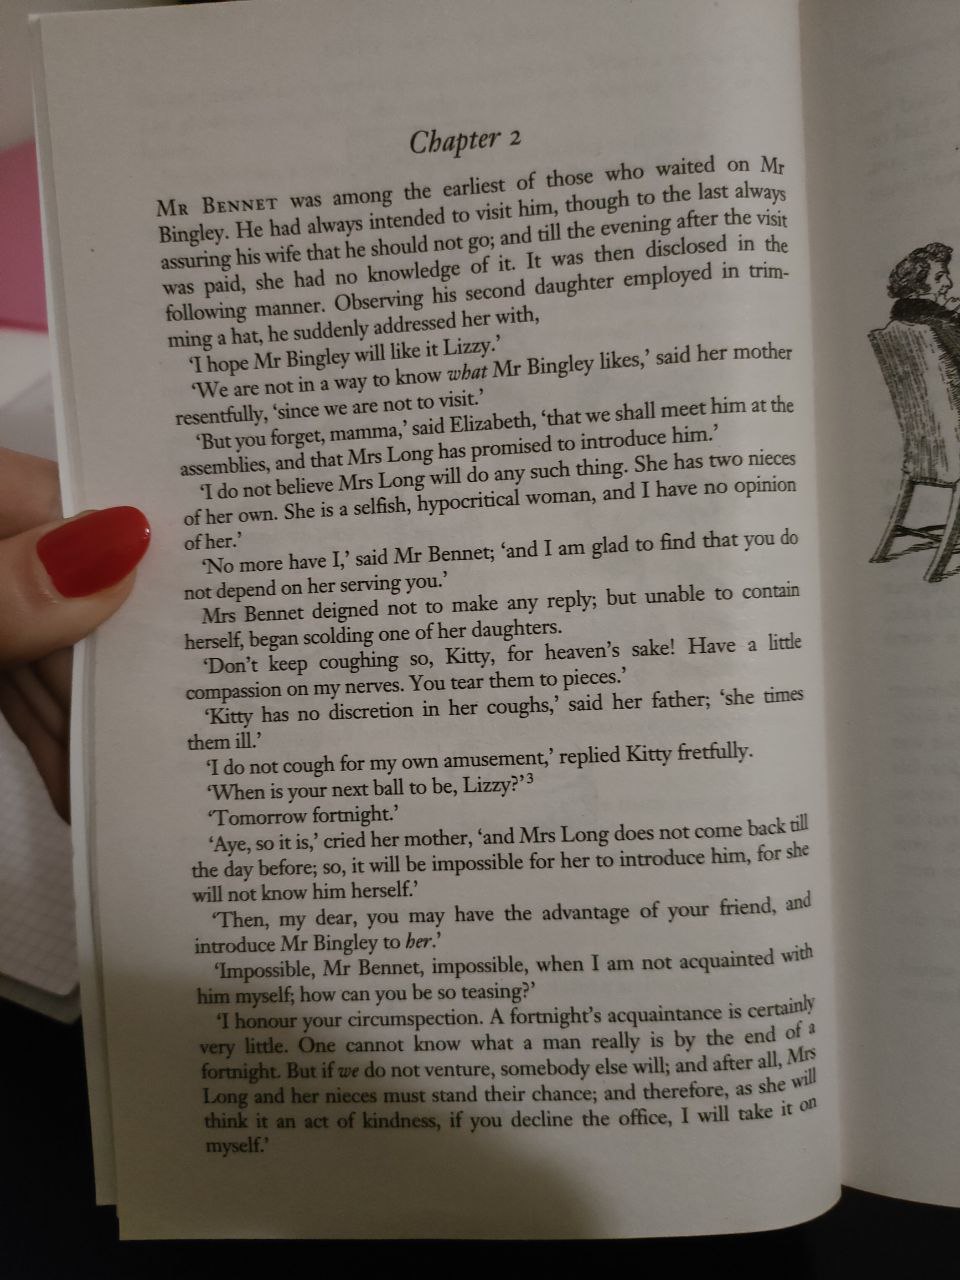 Chapter 2
MR BENNET was among the earliest of those who waited on Mr
Bingley. He had always intended to visit him, though to the last always
assuring his wife that he should not go; and till the evening after the visit
was paid, she had no knowledge of it. It was then disclosed in the
following manner. Observing his second daughter employed in trim-
ming a hat, he suddenly addressed her with,
‘I hope Mr Bingley will like it Lizzy.’
‘We are not in a way to know what Mr Bingley likes,’ said her mother
resentfully, ‘since we are not to visit.’
‘But you forget, mamma,’ said Elizabeth, ‘that we shall meet him at the
assemblies, and that Mrs Long has promised to introduce him.’
‘I do not believe Mrs Long will do any such thing. She has two nieces
of her own. She is a selfish, hypocritical woman, and I have no opinion
of her.’
‘No more have I,’ said Mr Bennet; ‘and I am glad to find that you do
not depend on her serving you.’
Mrs Bennet deigned not to make any reply; but unable to contain
herself, began scolding one of her daughters.
‘Don’t keep coughing so, Kitty, for heaven’s sake! Have a little
compassion on my nerves. You tear them to pieces.’
‘Kitty has no discretion in her coughs,’ said her father; ‘she times
them ill.’
‘I do not cough for my own amusement,’ replied Kitty fretfully.
‘When is your next ball to be, Lizzy?’3
‘Tomorrow fortnight.’
‘Aye, so it is,’ cried her mother, ‘and Mrs Long does not come back till
the day before; so, it will be impossible for her to introduce him, for she
will not know him herself.’
‘Then, my dear, you may have the advantage of your friend, and
introduce Mr Bingley to her.’
‘Impossible, Mr Bennet, impossible, when I am not acquainted with
him myself; how can you be so teasing?’
‘I honour your circumspection. A fortnight’s acquaintance is certainly
very little. One cannot know what a man really is by the end of a
fortnight. But if we do not venture, somebody else will; and after all, Mrs
Long and her nieces must stand their chance; and therefore, as she will
think it an act of kindness, if you decline the office, I will take it on
myself.’